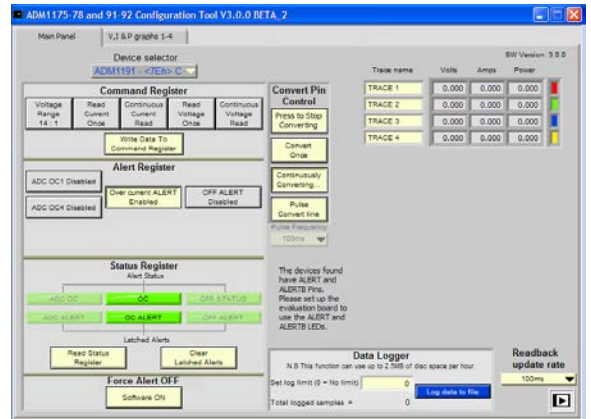 ADM1175-78 and 91-92 Configuration Tool V3.0.0 BETA_2
Main Panel
V,I & P graphs 1-4
Device selector
ADM1191 - <7Eh> C
SW Version: 3.0.0
Command Register
Voltage
Range
14 : 1
Read
Current
Once
Continuous
Current
Read
Read
Voltage
Once
Continuous
Voltage
Read
Write Data To
Command Register
Convert Pin
Control
Press to Stop
Converting
Convert
Once
Continuously
Converting...
Pulse
Convert line
Pulse Frequency
100ms
Trace name
Volts
Amps
Power
TRACE 1
0.000
0.000
0.000
TRACE 2
0.000
0.000
0.000
TRACE 3
0.000
0.000
0.000
TRACE 4
0.000
0.000
0.000
Alert Register
ADC OC1 Disabled
ADC OC4 Disabled
Over current ALERT
Enabled
OFF ALERT
Disabled
Status Register
Alert Status
ADC OC
OC
OFF STATUS
ADC ALERT
OC ALERT
OFF ALERT
Latched Alerts
Read Status
Register
Clear
Latched Alerts
Force Alert OFF
Software ON
The devices found
have ALERT and
ALERTB Pins.
Please set up the
evaluation board to
use the ALERT and
ALERTB LEDs.
Data Logger
N.B This function can use up to 2.5MB of disc space per hour.
Set log limit (0 = No limit)
0
Log data to file
Total logged samples =
0
Readback
update rate
100ms